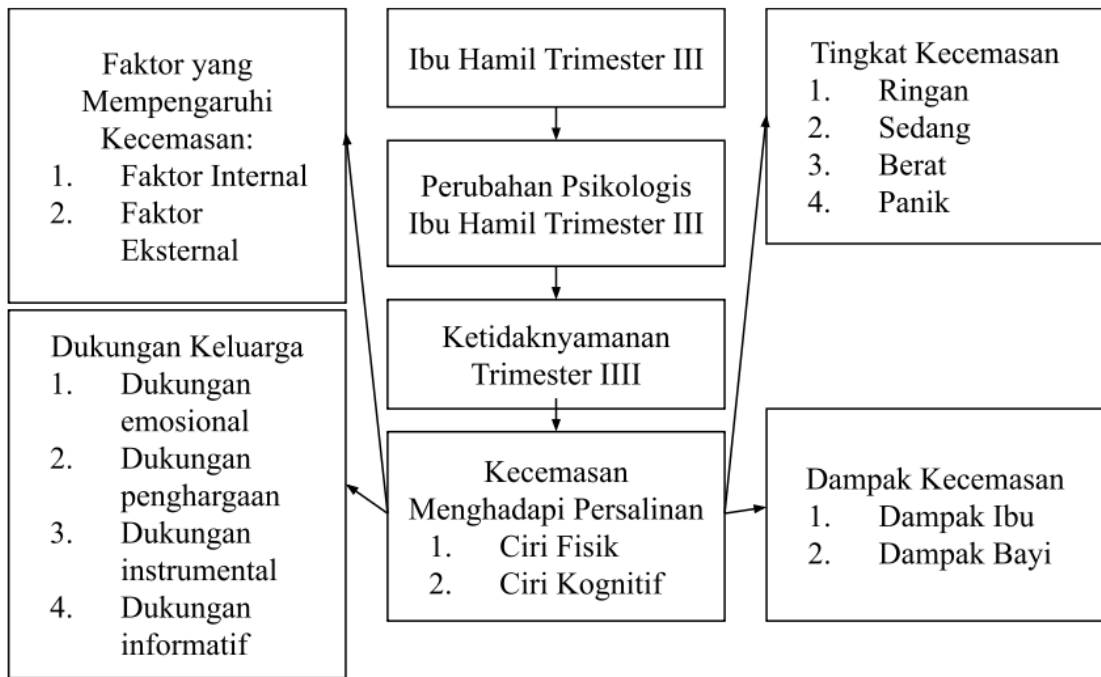 Faktor yang
Mempengaruhi
Kecemasan:
1. Faktor Internal
2. Faktor
Eksternal
Dukungan Keluarga
1. Dukungan
emosional
2. Dukungan
penghargaan
3. Dukungan
instrumental
4. Dukungan
informatif
Ibu Hamil Trimester III
Perubahan Psikologis
Ibu Hamil Trimester III
Ketidaknyamanan
Trimester IIII
Kecemasan
Menghadapi Persalinan
1. Ciri Fisik
2. Ciri Kognitif
Tingkat Kecemasan
1. Ringan
2. Sedang
3. Berat
4. Panik
Dampak Kecemasan
1. Dampak Ibu
2. Dampak Bayi